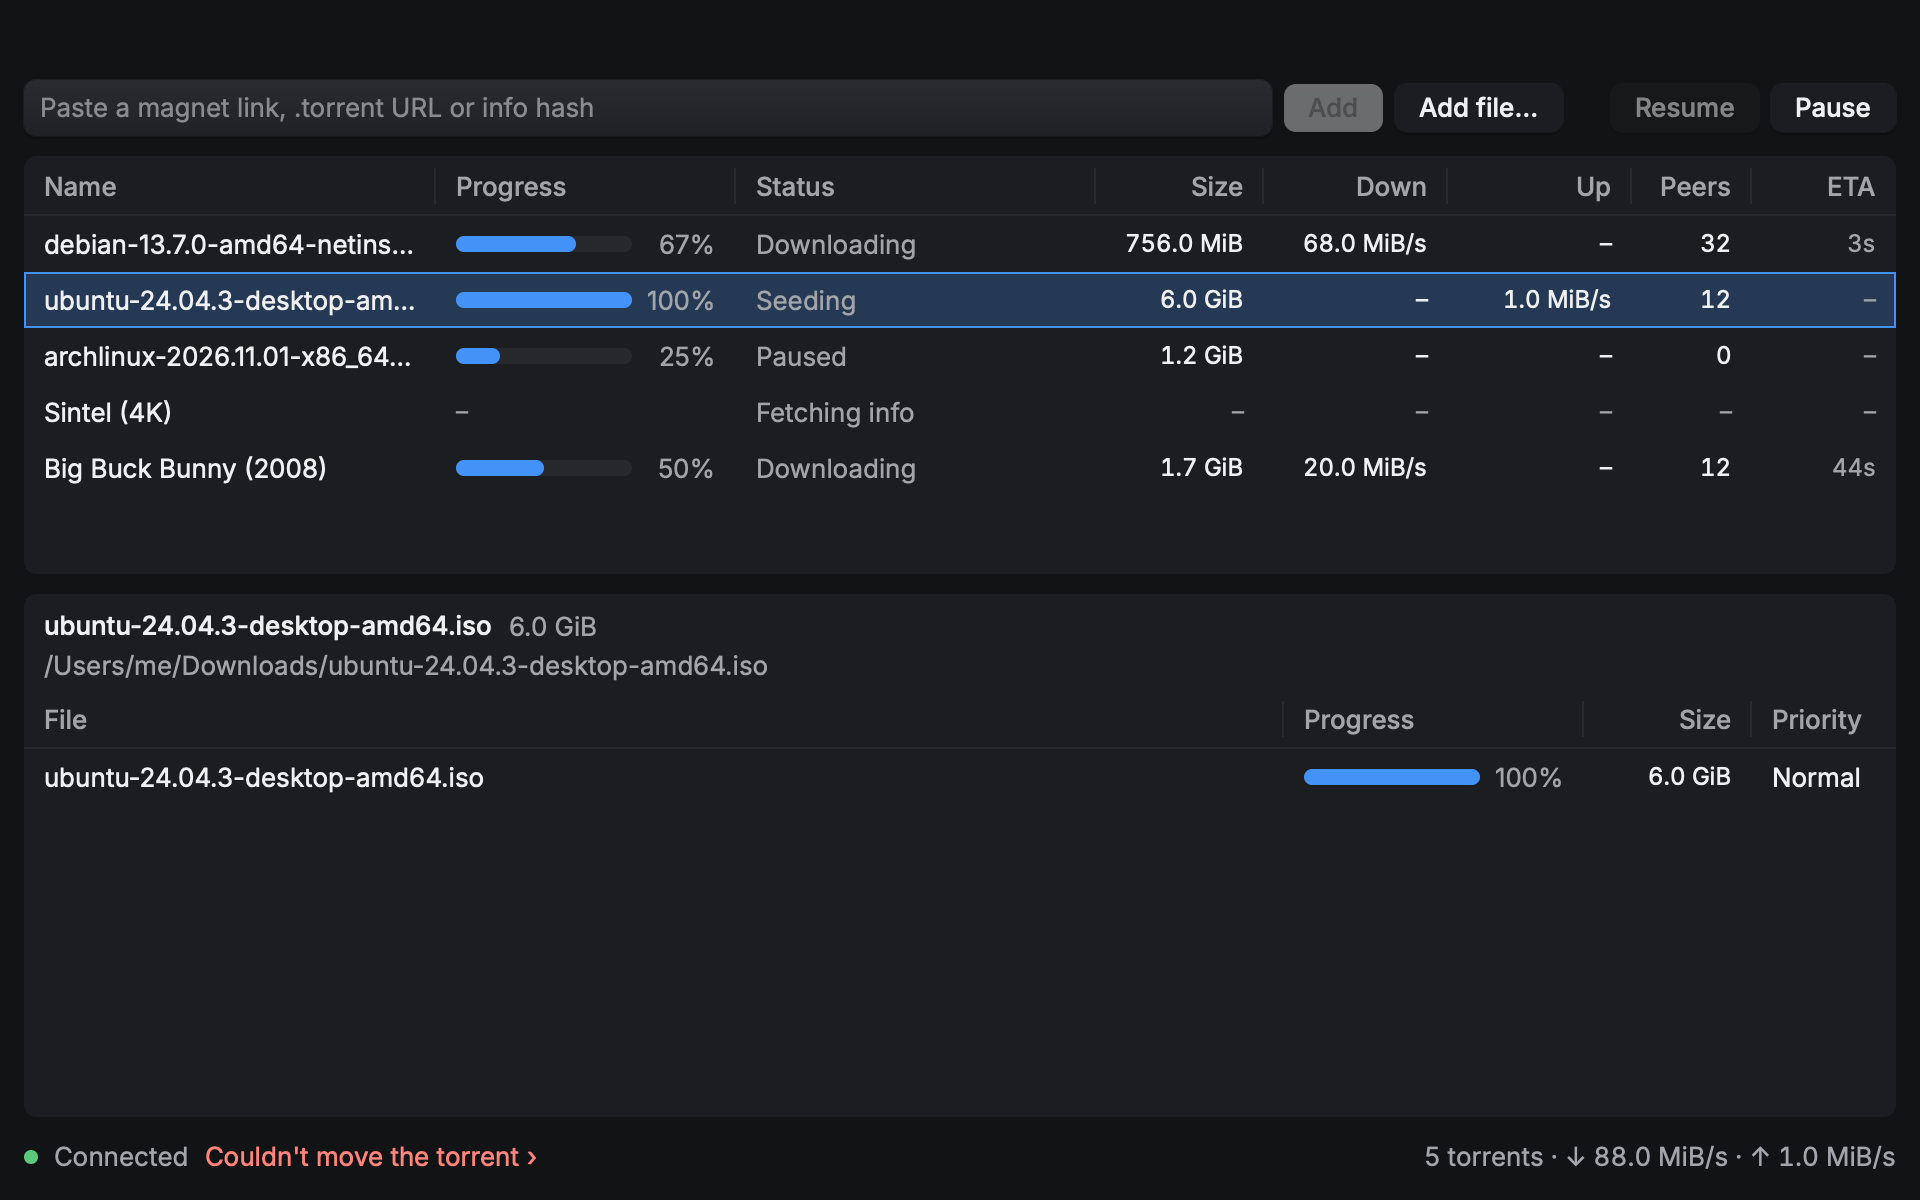 Paste a magnet link, .torrent URL or info hash Add Add file... Resume Pause
Name Progress Status Size Down Up Peers ETA
debian-13.7.0-amd64-netins... 67% Downloading 756.0 MiB 68.0 MiB/s – 32 3s
ubuntu-24.04.3-desktop-am... 100% Seeding 6.0 GiB – 1.0 MiB/s 12 –
archlinux-2026.11.01-x86_64... 25% Paused 1.2 GiB – – 0 –
Sintel (4K) – Fetching info – – – – –
Big Buck Bunny (2008) 50% Downloading 1.7 GiB 20.0 MiB/s – 12 44s
ubuntu-24.04.3-desktop-amd64.iso 6.0 GiB
/Users/me/Downloads/ubuntu-24.04.3-desktop-amd64.iso
File Progress Size Priority
ubuntu-24.04.3-desktop-amd64.iso 100% 6.0 GiB Normal
Connected Couldn't move the torrent › 5 torrents · ↓ 88.0 MiB/s · ↑ 1.0 MiB/s